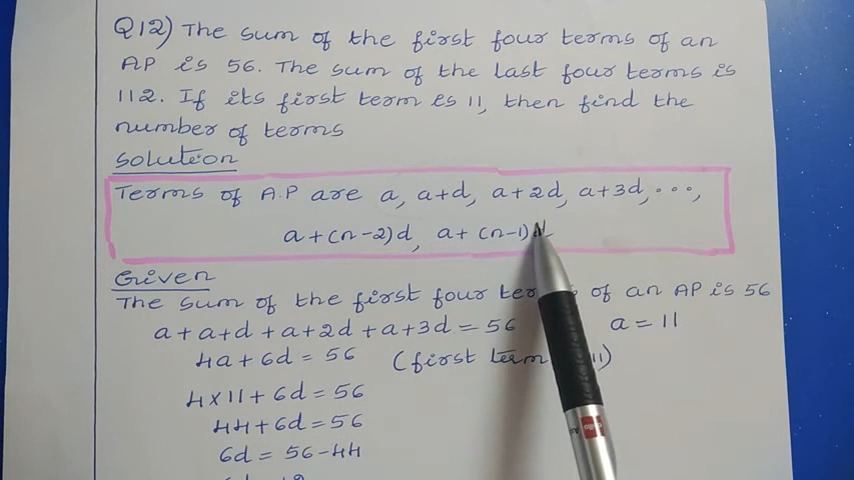 Q12) The sum of the first four terms of an
AP is 56. The sum of the last four terms is
112. If its first term is 11, then find the
number of terms
Solution
Terms of A.P are a, a+d, a+2d, a+3d, ...,
a+(n-2)d, a+(n-1)d
Given
The sum of the first four terms of an AP is 56
a+a+d+a+2d+a+3d=56 a=11
4a+6d=56 (first term 11)
4×11+6d=56
44+6d=56
6d=56-44